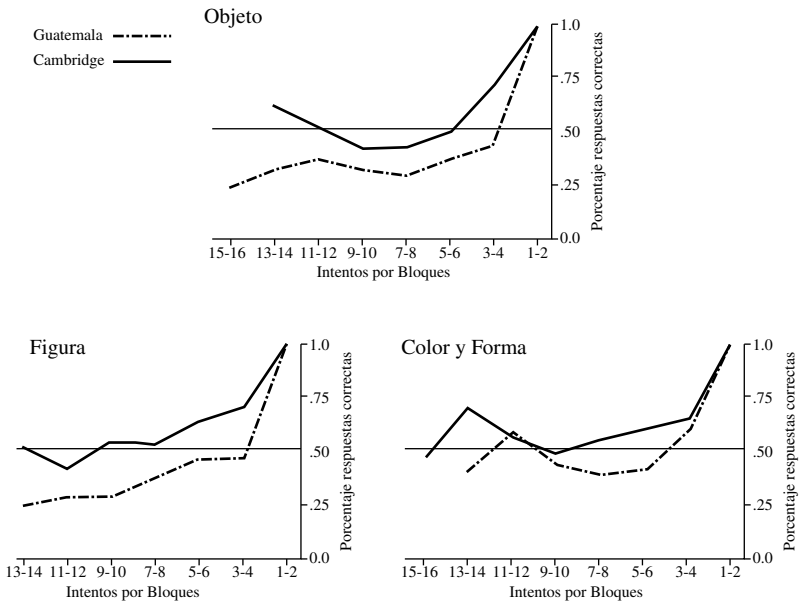 Objeto
Guatemala
Cambridge
1.0
.75
.50
.25
0.0
Porcentaje respuestas correctas
15-16 13-14 11-12 9-10 7-8 5-6 3-4 1-2
Intentos por Bloques
Figura
1.0
.75
.50
.25
0.0
Porcentaje respuestas correctas
13-14 11-12 9-10 7-8 5-6 3-4 1-2
Intentos por Bloques
Color y Forma
1.0
.75
.50
.25
0.0
Porcentaje respuestas correctas
15-16 13-14 11-12 9-10 7-8 5-6 3-4 1-2
Intentos por Bloques